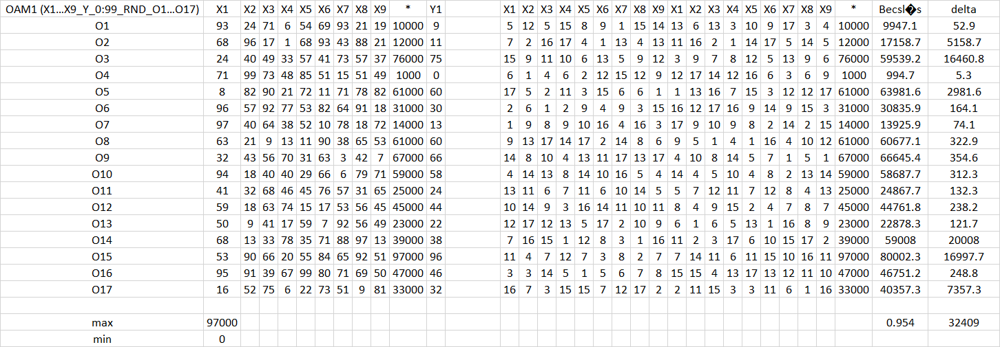 OAM1 (X1...X9_Y_0:99_RND_O1...O17) X1 X2 X3 X4 X5 X6 X7 X8 X9 * Y1 X1 X2 X3 X4 X5 X6 X7 X8 X9 X1 X2 X3 X4 X5 X6 X7 X8 X9 * Becsl�s delta
O1 93 24 71 6 54 69 93 21 19 10000 9 5 12 5 15 8 9 1 15 14 13 6 13 3 10 9 17 3 4 10000 9947.1 52.9
O2 68 96 17 1 68 93 43 88 21 12000 11 7 2 16 17 4 1 13 4 13 11 16 2 1 14 17 5 14 5 12000 17158.7 5158.7
O3 24 40 49 33 57 41 73 57 37 76000 75 15 9 11 10 6 13 5 9 12 3 9 7 8 12 5 13 9 6 76000 59539.2 16460.8
O4 71 99 73 48 85 51 15 51 49 1000 0 6 1 4 6 2 12 15 12 9 12 17 14 12 16 6 3 6 9 1000 994.7 5.3
O5 8 82 90 21 72 11 71 78 82 61000 60 17 5 2 11 3 15 6 6 1 1 13 16 7 15 3 12 12 17 61000 63981.6 2981.6
O6 96 57 92 77 53 82 64 91 18 31000 30 2 6 1 2 9 4 9 3 15 16 12 17 16 9 14 9 15 3 31000 30835.9 164.1
O7 97 40 64 38 52 10 78 18 72 14000 13 1 9 8 9 10 16 4 16 3 17 9 10 9 8 2 14 2 15 14000 13925.9 74.1
O8 63 21 9 13 11 90 38 65 53 61000 60 9 13 17 14 17 2 14 8 6 9 5 1 4 1 16 4 10 12 61000 60677.1 322.9
O9 32 43 56 70 31 63 3 42 7 67000 66 14 8 10 4 13 11 17 13 17 4 10 8 14 5 7 1 5 1 67000 66645.4 354.6
O10 94 18 40 40 29 66 6 79 71 59000 58 4 14 13 8 14 10 16 5 4 14 4 5 10 4 8 2 13 14 59000 58687.7 312.3
O11 41 32 68 46 45 76 57 31 65 25000 24 13 11 6 7 11 6 10 14 5 5 7 12 11 7 12 8 4 13 25000 24867.7 132.3
O12 59 18 63 74 15 17 53 56 45 45000 44 10 14 9 3 16 14 11 10 11 8 4 9 15 2 4 7 8 7 45000 44761.8 238.2
O13 50 9 41 17 59 7 92 56 49 23000 22 12 17 12 13 5 17 2 10 9 6 1 6 5 13 1 16 8 9 23000 22878.3 121.7
O14 68 13 33 78 35 71 88 97 13 39000 38 7 16 15 1 12 8 3 1 16 11 2 3 17 6 10 15 17 2 39000 59008 20008
O15 53 90 66 20 55 84 65 92 51 97000 96 11 4 7 12 7 3 8 2 7 7 14 11 6 11 15 10 16 11 97000 80002.3 16997.7
O16 95 91 39 67 99 80 71 69 50 47000 46 3 3 14 5 1 5 6 7 8 15 15 4 13 17 13 12 11 10 47000 46751.2 248.8
O17 16 52 75 6 22 73 51 9 81 33000 32 16 7 3 15 15 7 12 17 2 2 11 15 3 3 11 6 1 16 33000 40357.3 7357.3
max 97000 0.954 32409
min 0